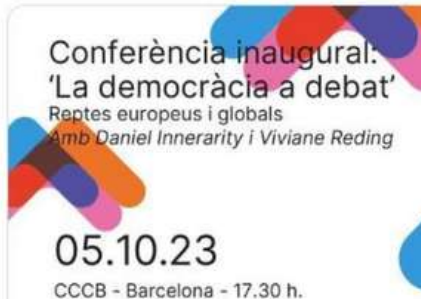 Conferència inaugural:
‘La democràcia a debat’
Reptes europeus i globals
Amb Daniel Innerarity i Viviane Reding
05.10.23
CCCB - Barcelona - 17.30 h.